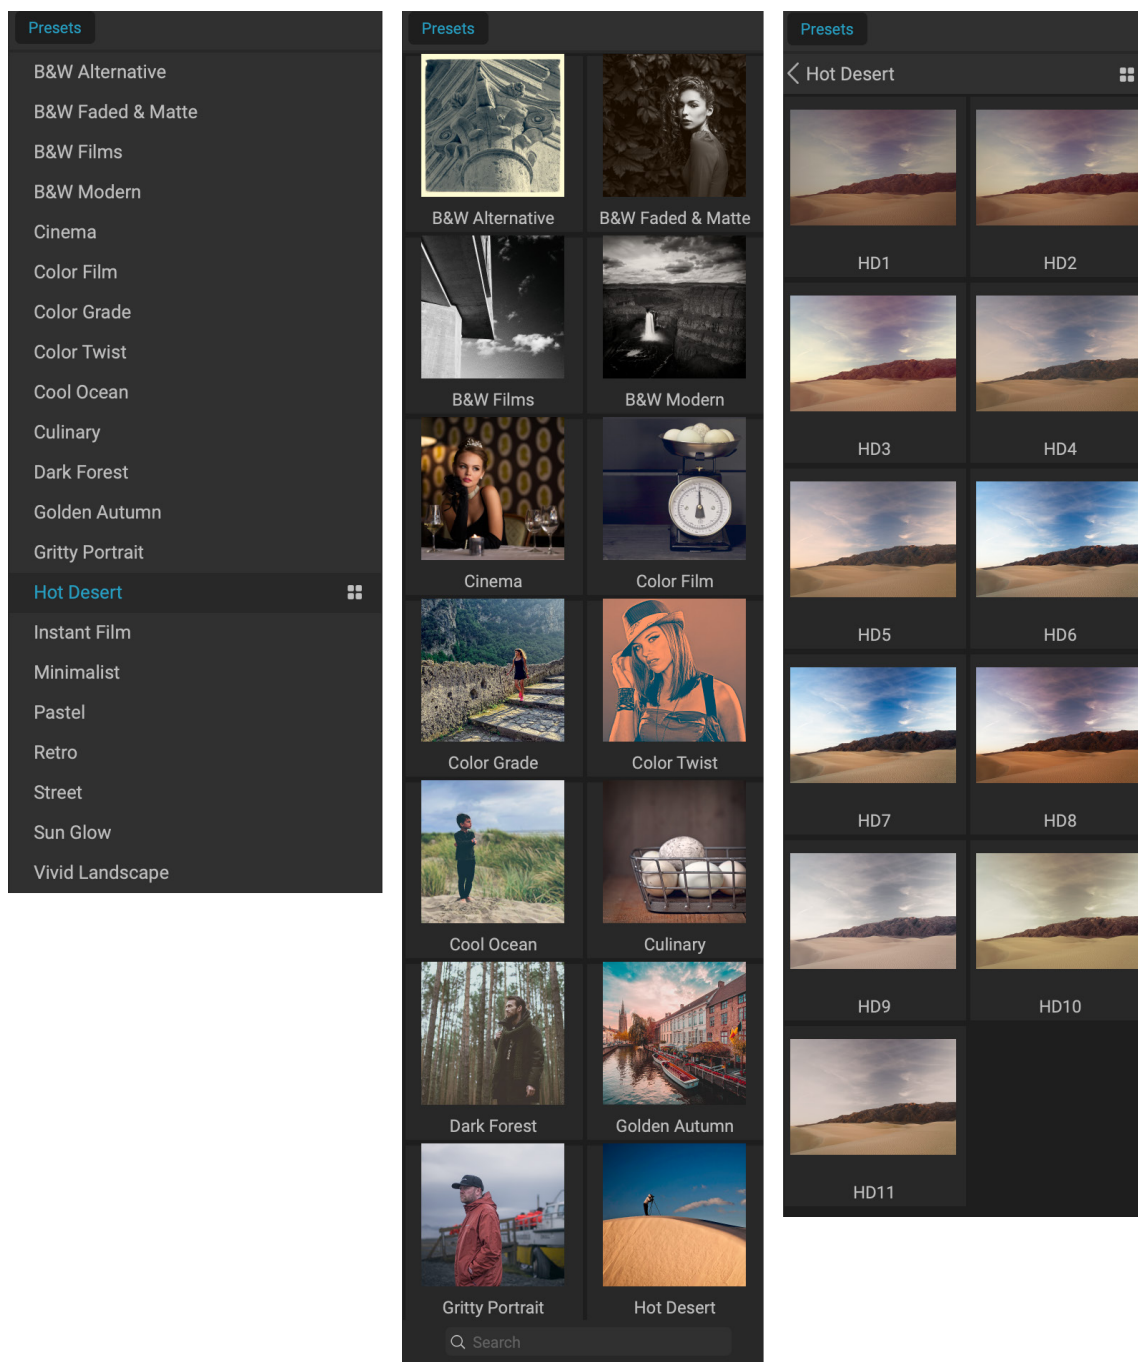 Presets
B&W Alternative
B&W Faded & Matte
B&W Films
B&W Modern
Cinema
Color Film
Color Grade
Color Twist
Cool Ocean
Culinary
Dark Forest
Golden Autumn
Gritty Portrait
Hot Desert
Instant Film
Minimalist
Pastel
Retro
Street
Sun Glow
Vivid Landscape
Presets
B&W Alternative
B&W Faded & Matte
B&W Films
B&W Modern
Cinema
Color Film
Color Grade
Color Twist
Cool Ocean
Culinary
Dark Forest
Golden Autumn
Gritty Portrait
Hot Desert
Search
Presets
Hot Desert
HD1
HD2
HD3
HD4
HD5
HD6
HD7
HD8
HD9
HD10
HD11